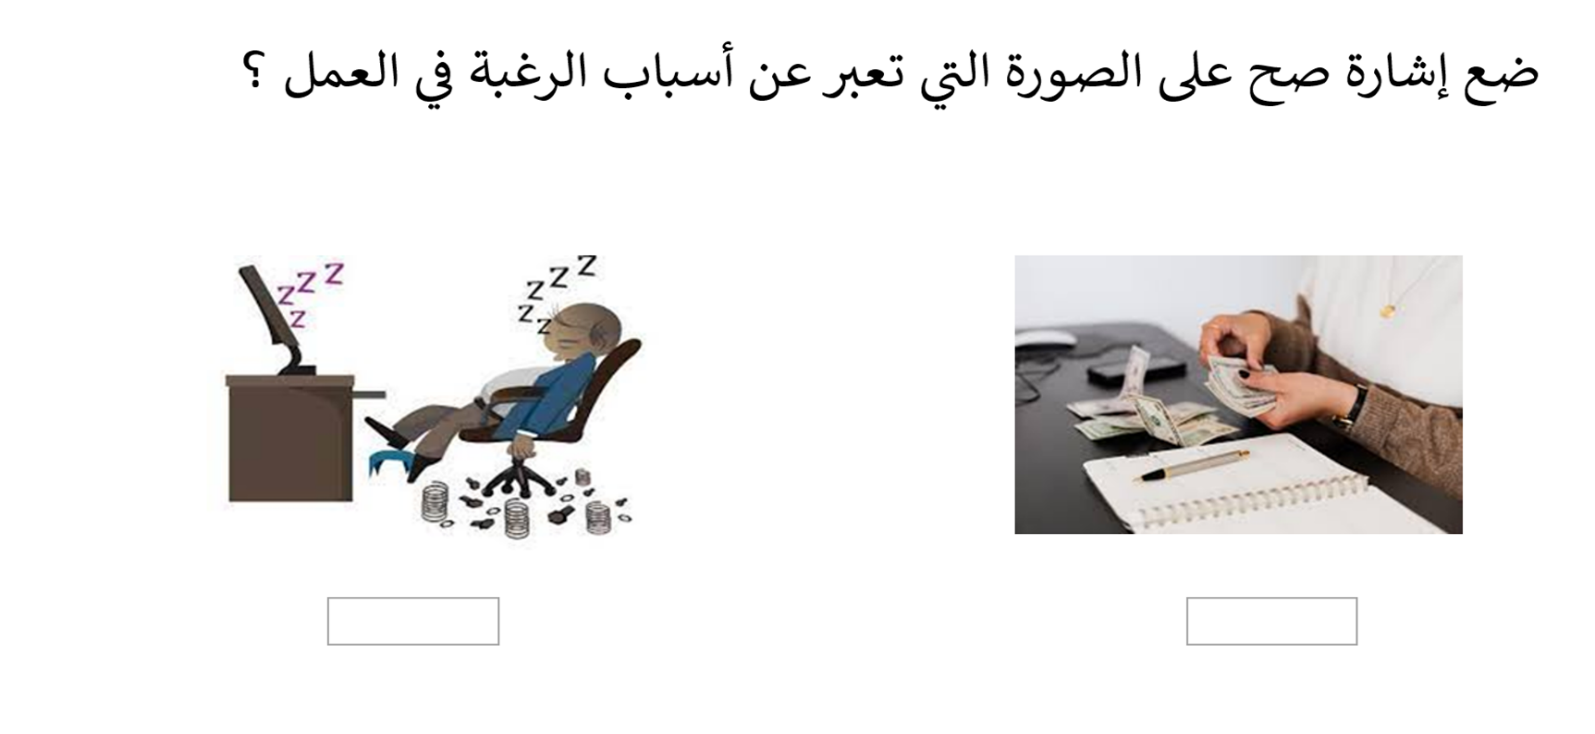 ضع إشارة صح على الصورة التي تعبر عن أسباب الرغبة في العمل ؟
z z z z
z z z z z